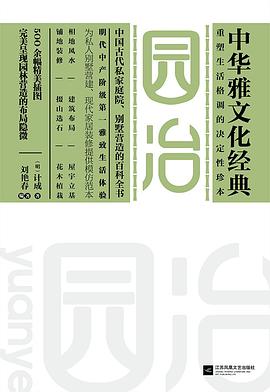 中华雅文化经典
重塑生活格调的决定性珍本
园冶
中国古代私家庭院、别墅营造的百科全书
明代中产阶级第一雅致生活体验
为私人别墅营建、现代家居装修提供模仿范本
相地风水 建筑布局 屋宇立基
铺地装修 掇山选石 花木植栽
500余幅精美插图
完美呈现园林营造的布局隐微
（明）计成 著
刘艳春 编著
yuanye
园冶
江苏凤凰文艺出版社